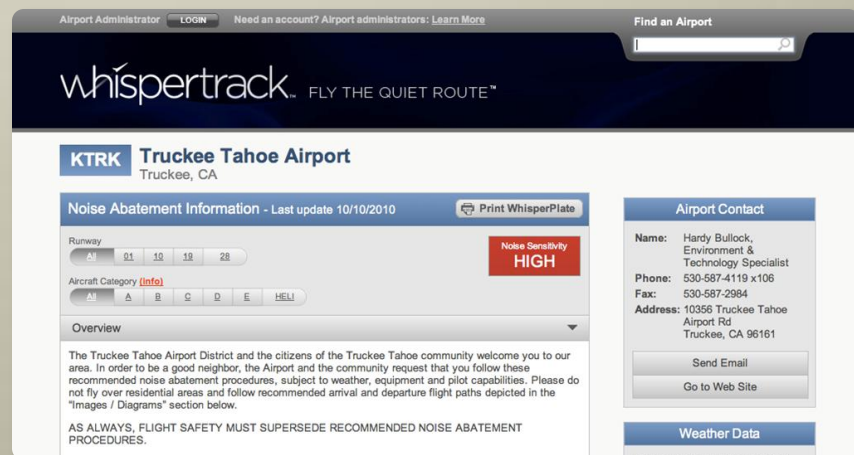 Airport Administrator LOGIN Need an account? Airport administrators: Learn More
Find an Airport
whispertrack™ FLY THE QUIET ROUTE™
KTRK Truckee Tahoe Airport
Truckee, CA
Noise Abatement Information - Last update 10/10/2010 Print WhisperPlate
Runway
All 01 10 19 28
Noise Sensitivity
HIGH
Aircraft Category (info)
All A B C D E HELI
Overview
The Truckee Tahoe Airport District and the citizens of the Truckee Tahoe community welcome you to our
area. In order to be a good neighbor, the Airport and the community request that you follow these
recommended noise abatement procedures, subject to weather, equipment and pilot capabilities. Please do
not fly over residential areas and follow recommended arrival and departure flight paths depicted in the
"Images / Diagrams" section below.
AS ALWAYS, FLIGHT SAFETY MUST SUPERSEDE RECOMMENDED NOISE ABATEMENT
PROCEDURES.
Airport Contact
Name: Hardy Bullock,
Environment &
Technology Specialist
Phone: 530-587-4119 x106
Fax: 530-587-2984
Address: 10356 Truckee Tahoe
Airport Rd
Truckee, CA 96161
Send Email
Go to Web Site
Weather Data